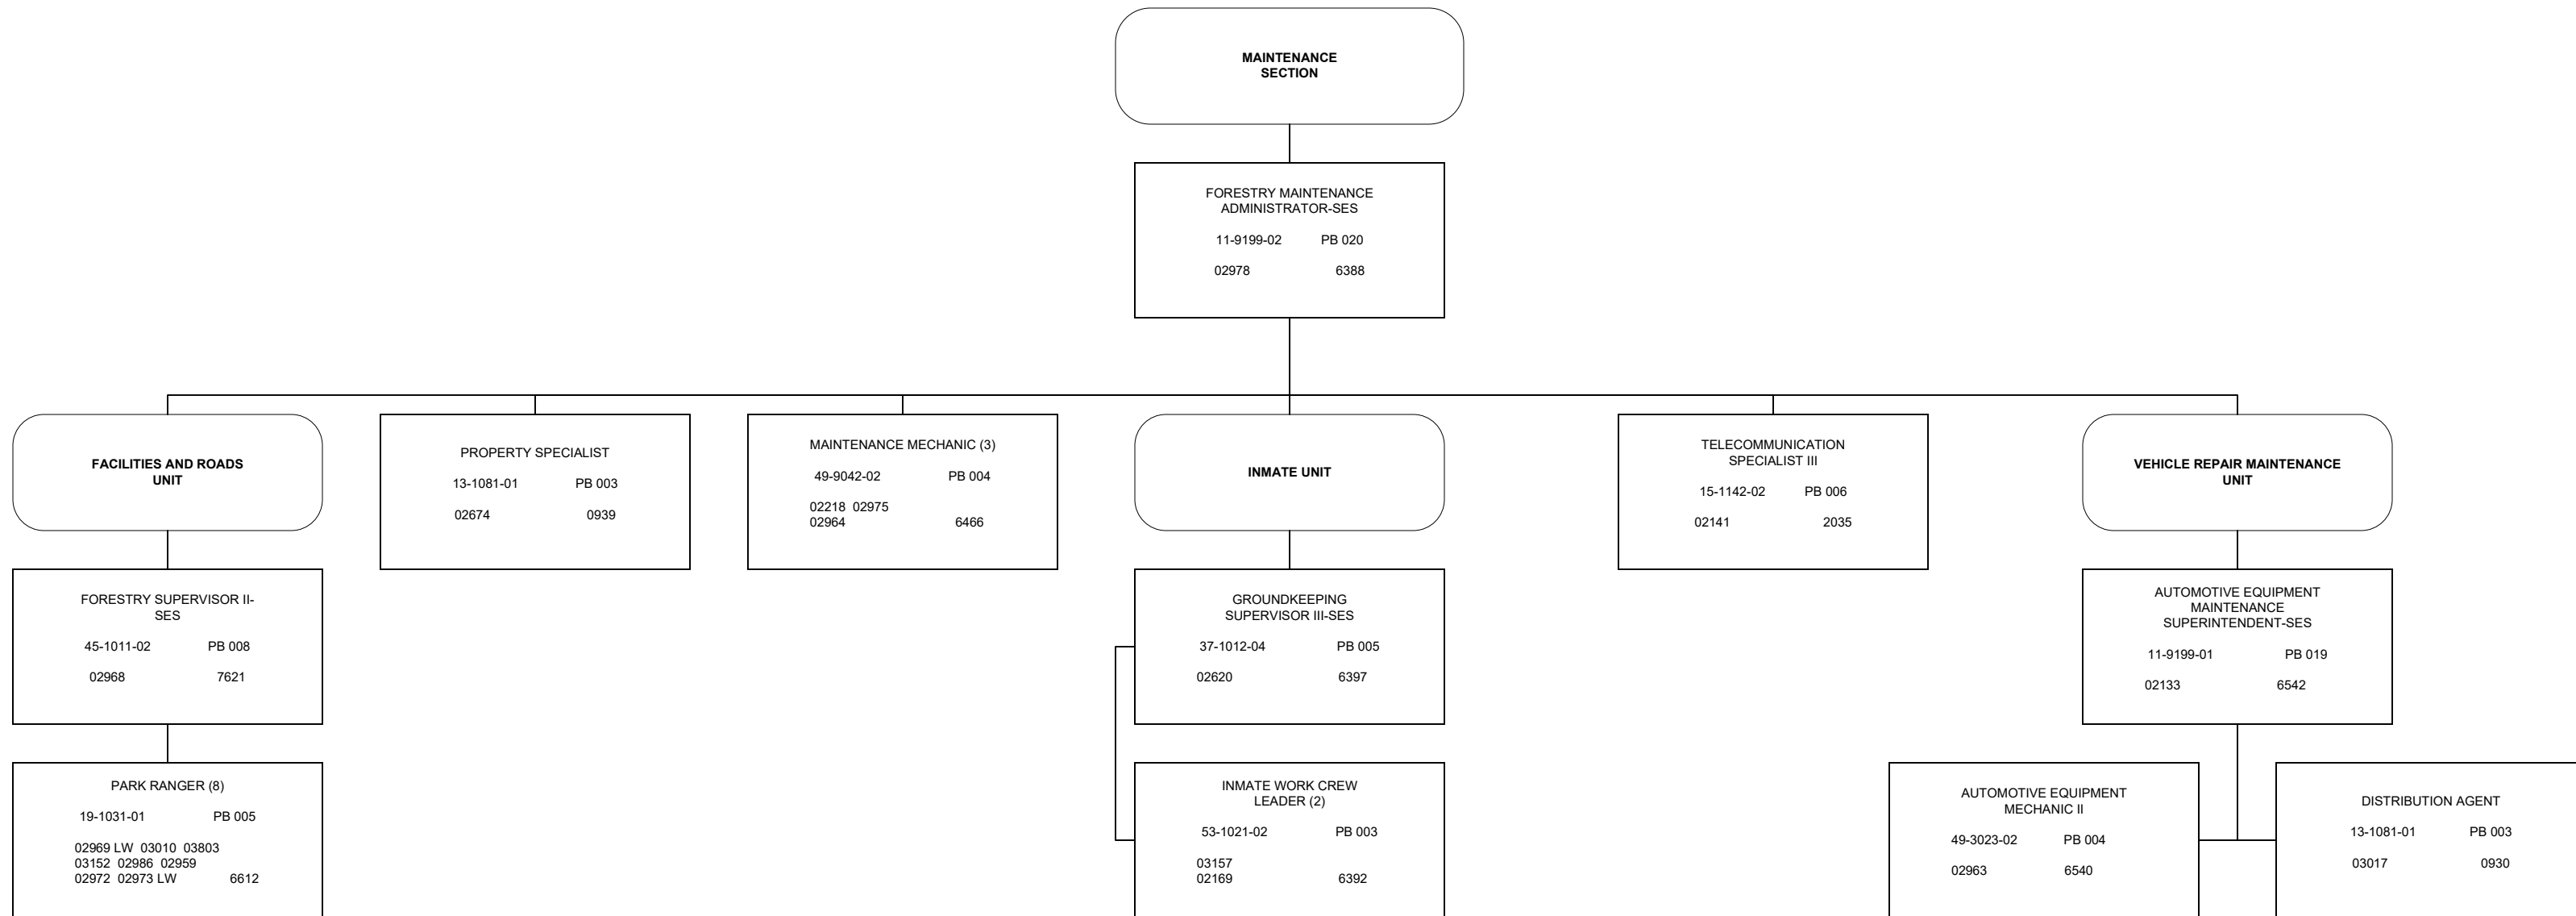 MAINTENANCE
SECTION
FORESTRY MAINTENANCE
ADMINISTRATOR-SES
11-9199-02 PB 020
02978 6388
FACILITIES AND ROADS
UNIT
PROPERTY SPECIALIST
13-1081-01 PB 003
02674 0939
MAINTENANCE MECHANIC (3)
49-9042-02 PB 004
02218 02975
02964 6466
INMATE UNIT
TELECOMMUNICATION
SPECIALIST III
15-1142-02 PB 006
02141 2035
VEHICLE REPAIR MAINTENANCE
UNIT
FORESTRY SUPERVISOR II-
SES
45-1011-02 PB 008
02968 7621
GROUNDKEEPING
SUPERVISOR III-SES
37-1012-04 PB 005
02620 6397
AUTOMOTIVE EQUIPMENT
MAINTENANCE
SUPERINTENDENT-SES
11-9199-01 PB 019
02133 6542
PARK RANGER (8)
19-1031-01 PB 005
02969 LW 03010 03803
03152 02986 02959
02972 02973 LW 6612
INMATE WORK CREW
LEADER (2)
53-1021-02 PB 003
03157
02169 6392
AUTOMOTIVE EQUIPMENT
MECHANIC II
49-3023-02 PB 004
02963 6540
DISTRIBUTION AGENT
13-1081-01 PB 003
03017 0930